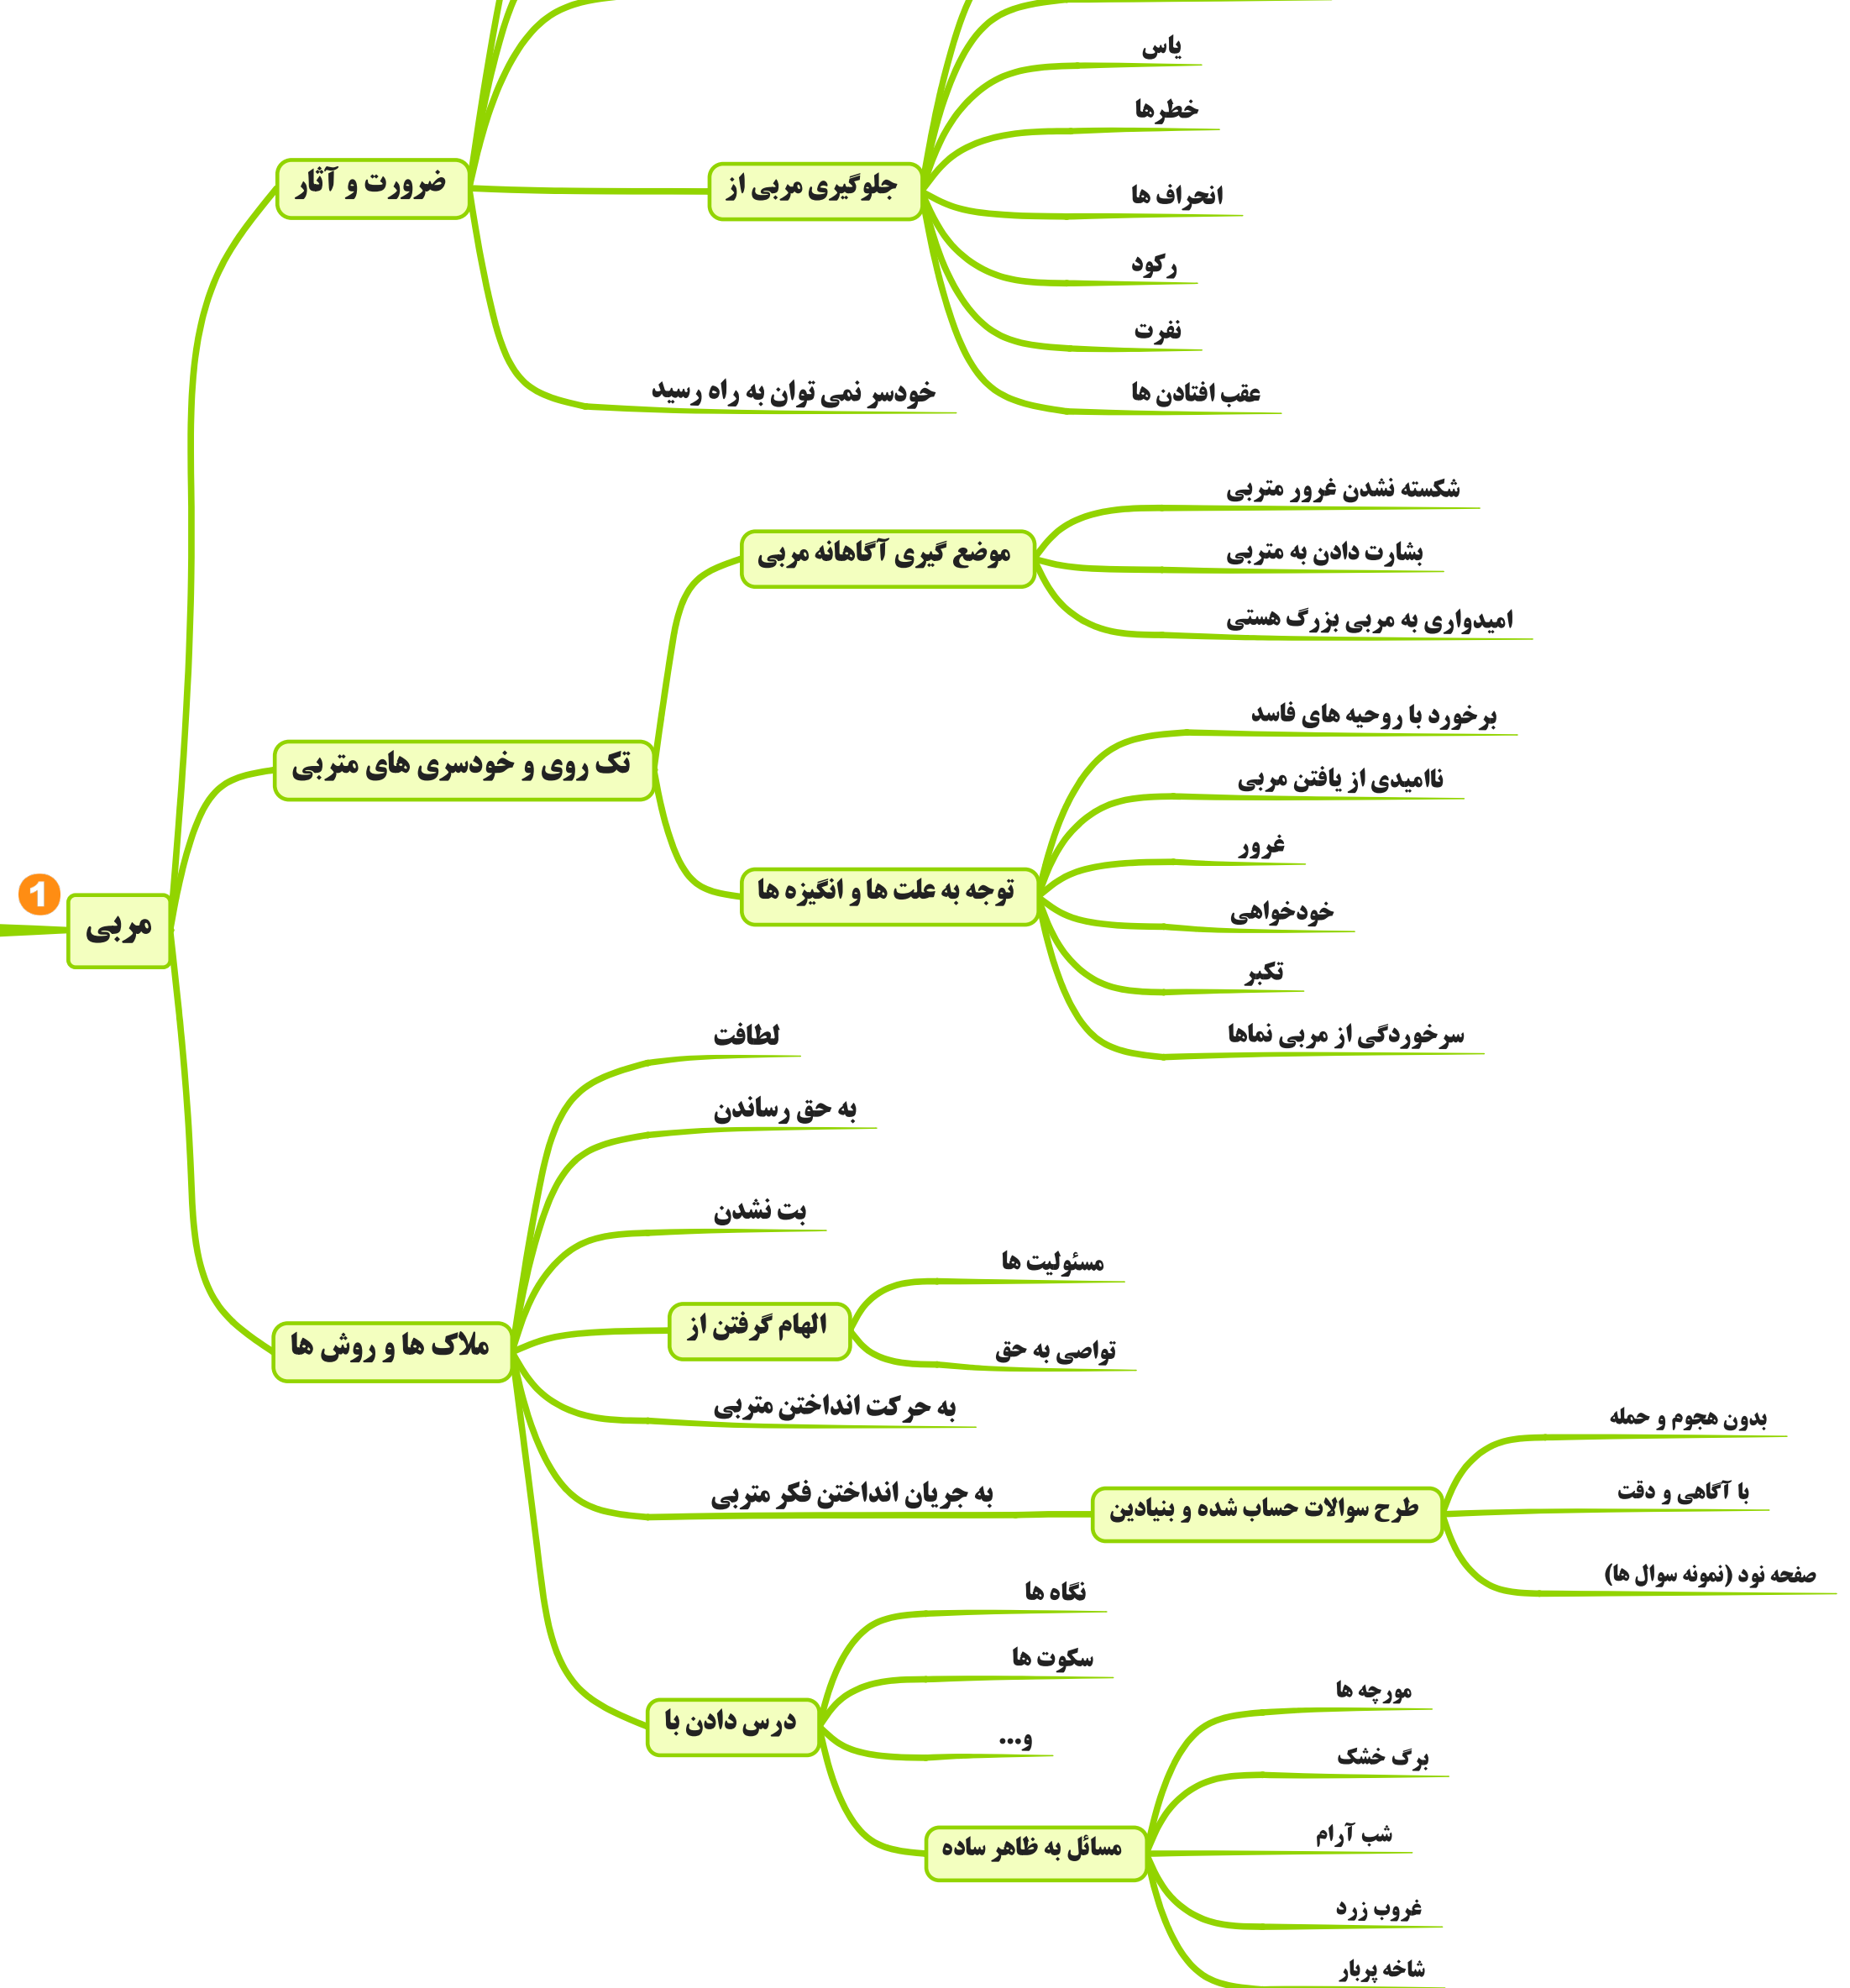 1
مربی
ضرورت و آثار
جلوگیری مربی از
یاس
خطرها
انحراف ها
رکود
نفرت
عقب افتادن ها
خودسر نمی توان به راه رسید
تک روی و خودسری های متربی
موضع گیری آگاهانه مربی
شکسته نشدن غرور متربی
بشارت دادن به متربی
امیدواری به مربی بزرگ هستی
توجه به علت ها و انگیزه ها
برخورد با روحیه های فاسد
ناامیدی از یافتن مربی
غرور
خودخواهی
تکبر
سرخوردگی از مربی نماها
ملاک ها و روش ها
لطافت
به حق رساندن
بت نشدن
الهام گرفتن از
مسئولیت ها
تواصی به حق
به حرکت انداختن متربی
به جریان انداختن فکر متربی
طرح سوالات حساب شده و بنیادین
بدون هجوم و حمله
با آگاهی و دقت
صفحه نود (نمونه سوال ها)
درس دادن با
نگاه ها
سکوت ها
و...
مسائل به ظاهر ساده
مورچه ها
برگ خشک
شب آرام
غروب زرد
شاخه پربار